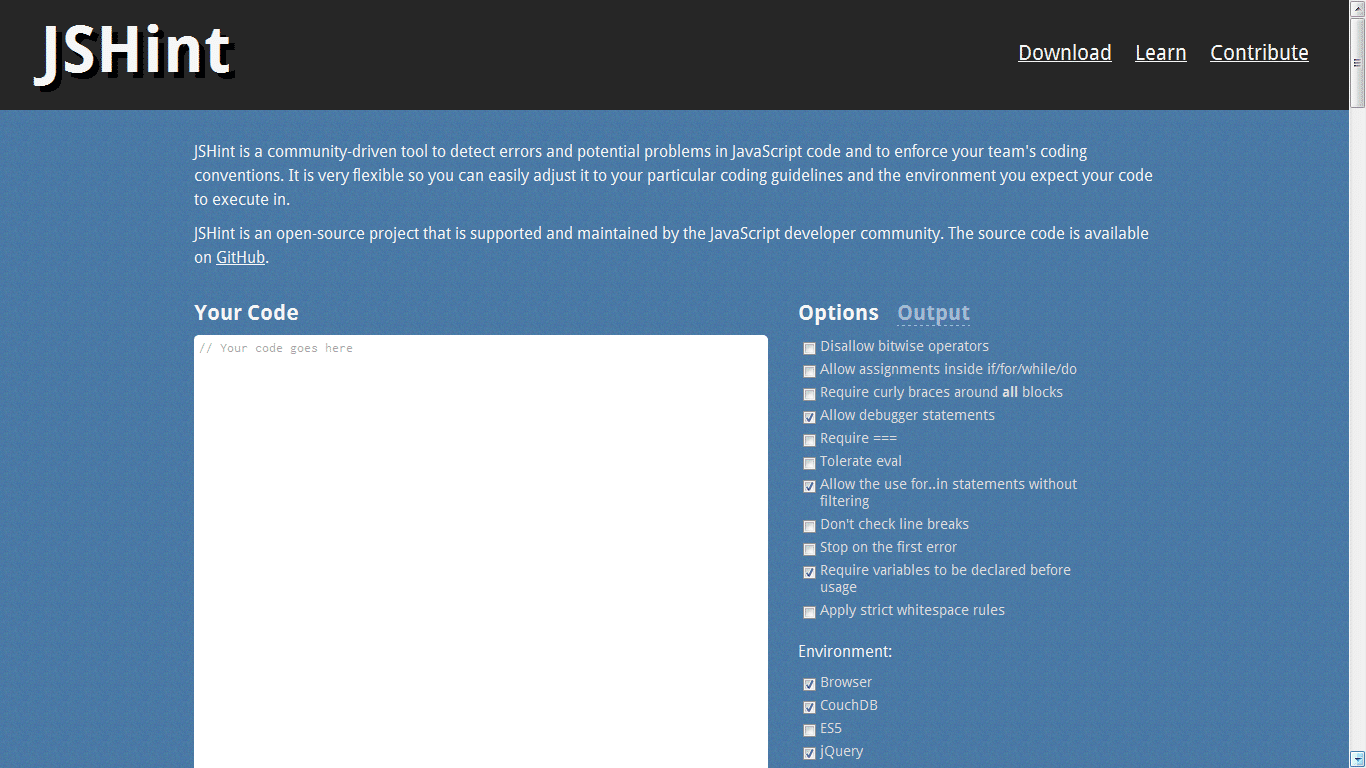 JSHint
Download Learn Contribute
JSHint is a community-driven tool to detect errors and potential problems in JavaScript code and to enforce your team's coding
conventions. It is very flexible so you can easily adjust it to your particular coding guidelines and the environment you expect your code
to execute in.
JSHint is an open-source project that is supported and maintained by the JavaScript developer community. The source code is available
on GitHub.
Your Code
// Your code goes here
Options Output
Disallow bitwise operators
Allow assignments inside if/for/while/do
Require curly braces around all blocks
Allow debugger statements
Require ===
Tolerate eval
Allow the use for..in statements without
filtering
Don't check line breaks
Stop on the first error
Require variables to be declared before
usage
Apply strict whitespace rules
Environment:
Browser
CouchDB
ES5
jQuery